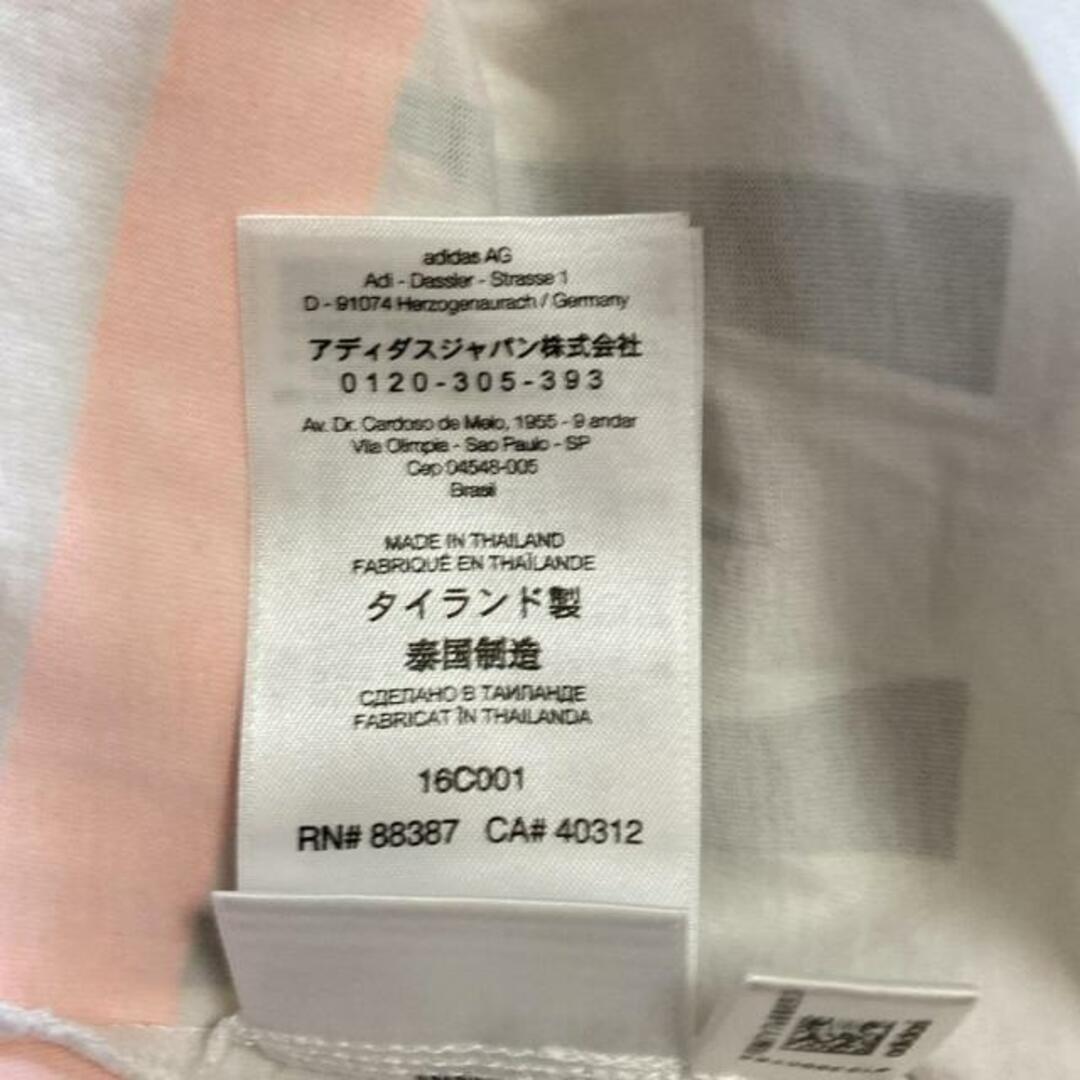 adidas AG
Adi - Dassler - Strasse 1
D - 91074 Herzogenaurach / Germany
アディダスジャパン株式会社
0120-305-393
Av. Dr. Cardoso de Melo, 1955 - 9 andar
Vila Olimpia - Sao Paulo - SP
Cep 04548-005
Brasil
MADE IN THAILAND
FABRIQUÉ EN THAÏLANDE
タイランド製
泰国制造
СДЕЛАНО В ТАИЛАНДЕ
FABRICAT ÎN THAILANDA
16C001
RN# 88387 CA# 40312